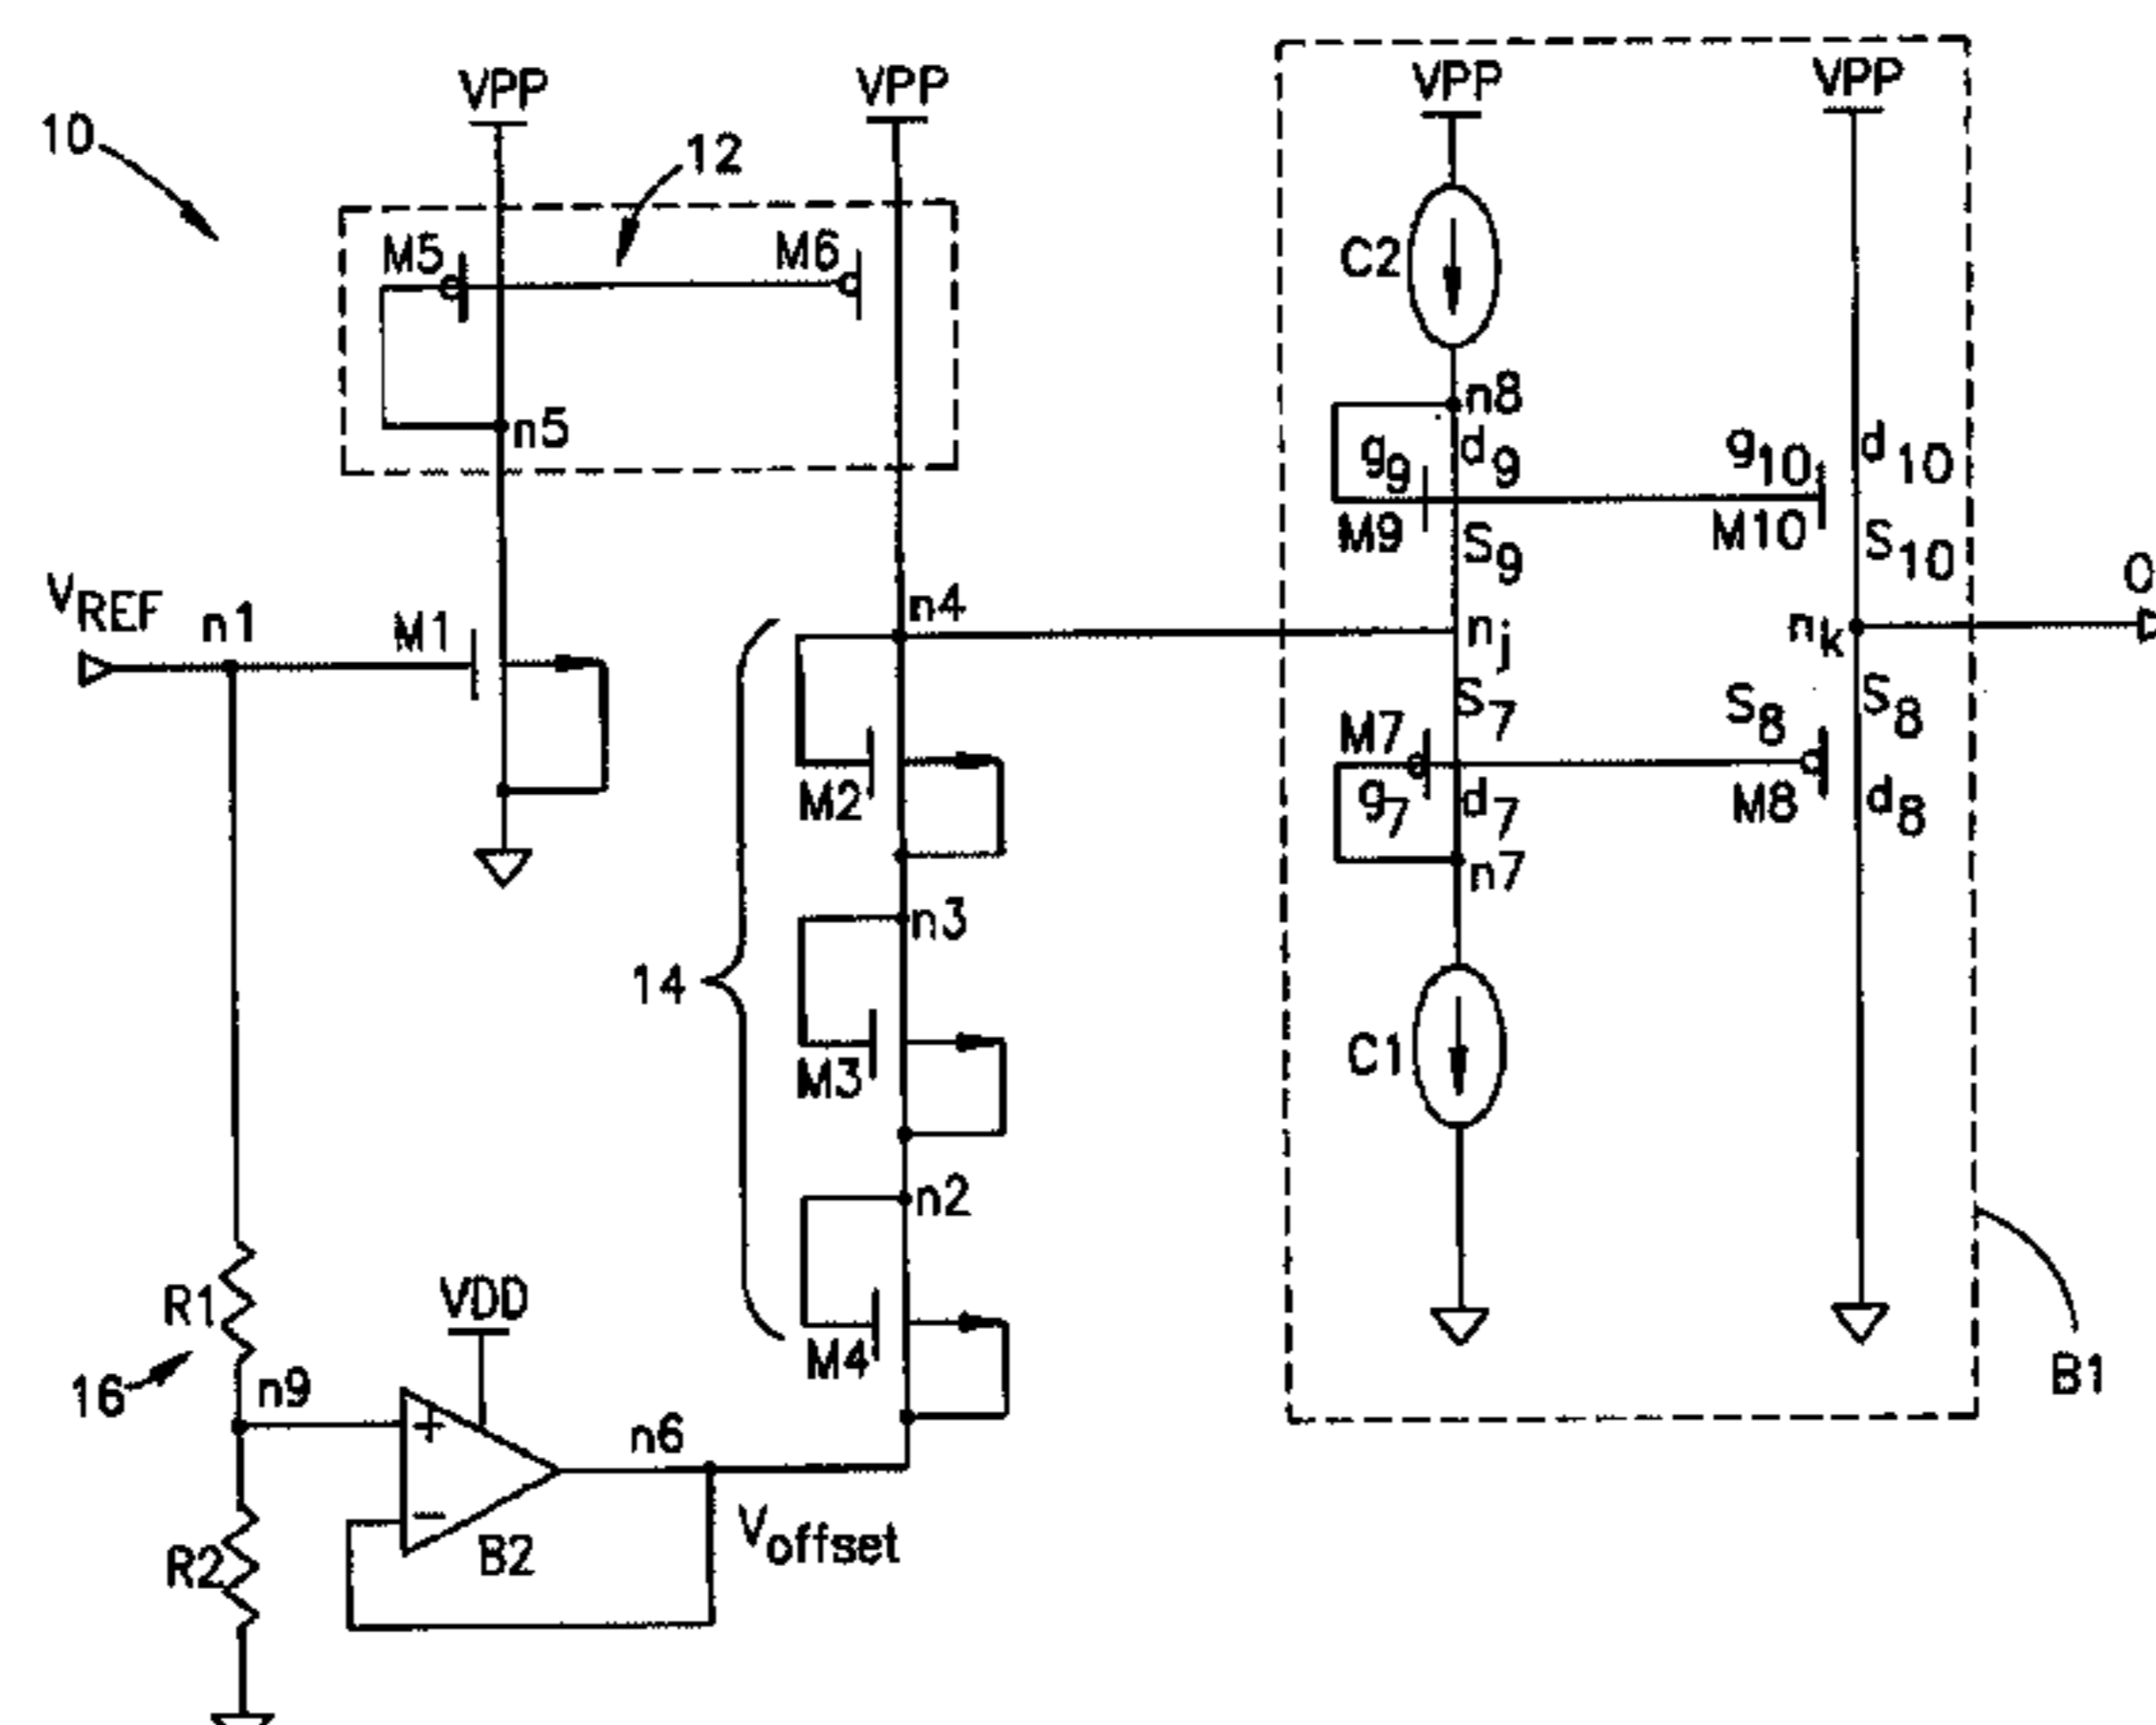 10
VPP
VPP
12
M5
M6
n5
VREF
n1
M1
n4
M2
14
n3
M3
n2
M4
R1
16
n9
VDD
+
−
B2
n6
Voffset
R2
VPP
VPP
C2
n8
g9
d9
g10
d10
M9
S9
M10
S10
nj
nk
O
S7
S8
S8
M7
g7
d7
M8
d8
n7
C1
B1